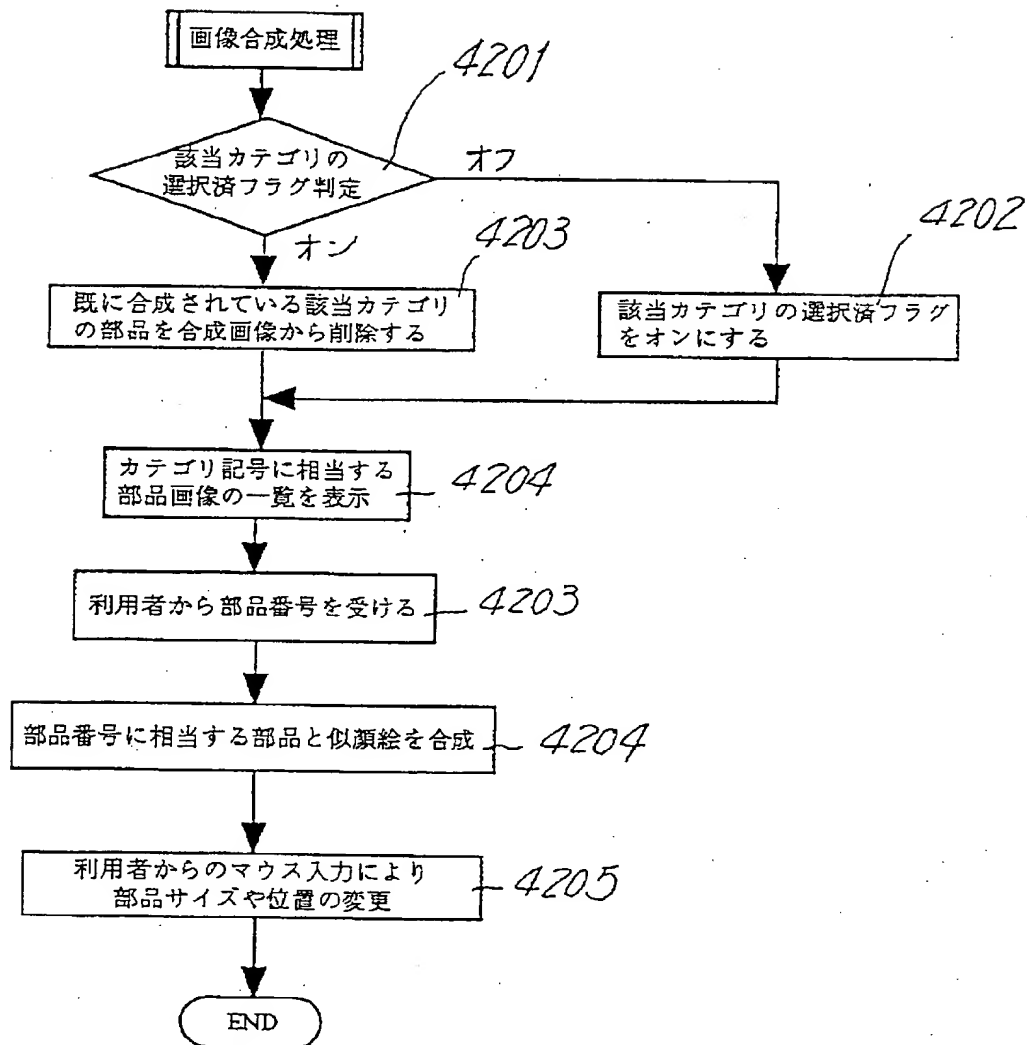 画像合成処理
4201
該当カテゴリの
選択済フラグ判定
オフ
オン
4203
4202
既に合成されている該当カテゴリ
の部品を合成画像から削除する
該当カテゴリの選択済フラグ
をオンにする
カテゴリ記号に相当する
部品画像の一覧を表示
4204
利用者から部品番号を受ける
4203
部品番号に相当する部品と似顔絵を合成
4204
利用者からのマウス入力により
部品サイズや位置の変更
4205
END